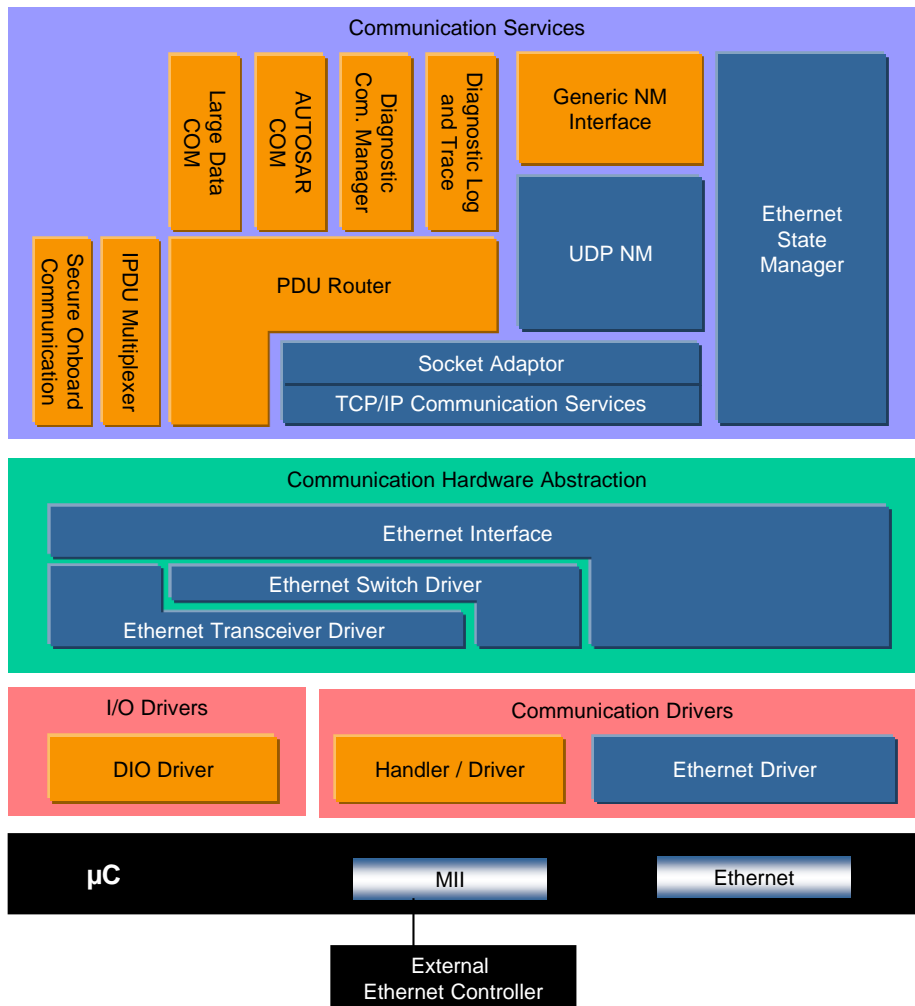 Communication Services
Large Data
COM
AUTOSAR
COM
Diagnostic
Com. Manager
Diagnostic Log
and Trace
Generic NM
Interface
Ethernet
State
Manager
UDP NM
Secure Onboard
Communication
IPDU Multiplexer
PDU Router
Socket Adaptor
TCP/IP Communication Services
Communication Hardware Abstraction
Ethernet Interface
Ethernet Switch Driver
Ethernet Transceiver Driver
I/O Drivers
DIO Driver
Communication Drivers
Handler / Driver
Ethernet Driver
µC
MII
Ethernet
External
Ethernet Controller